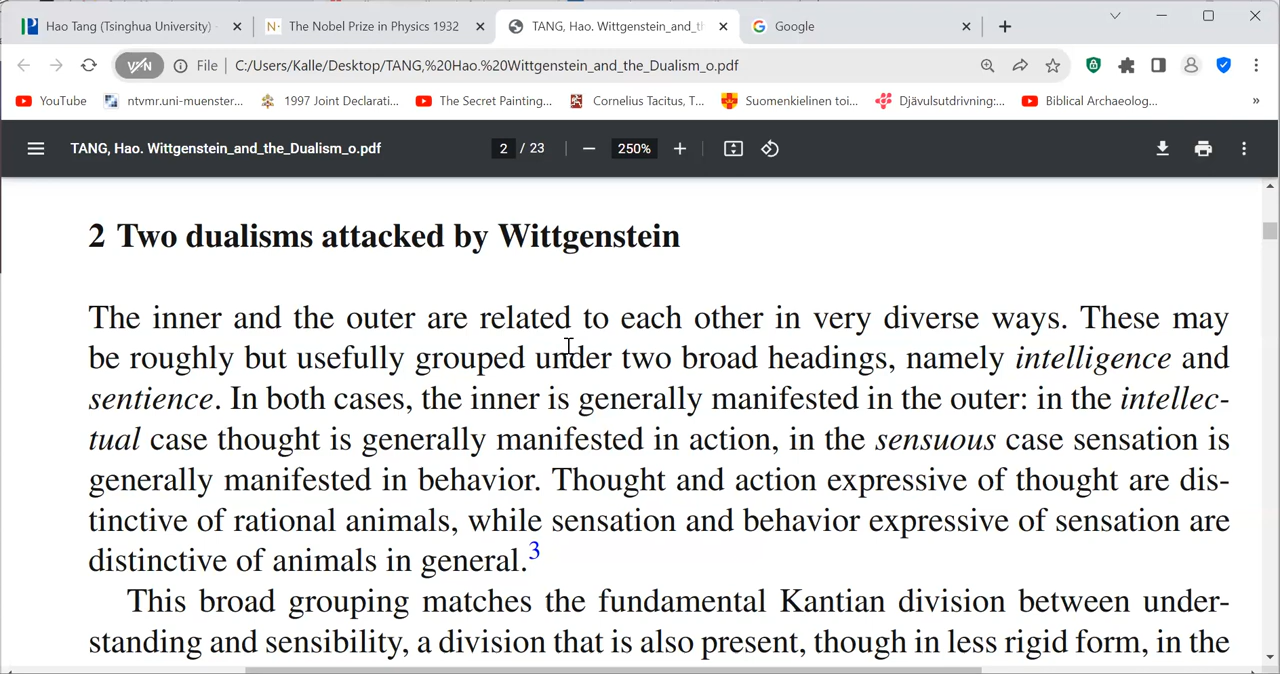 Hao Tang (Tsinghua University)
N· The Nobel Prize in Physics 1932
TANG, Hao. Wittgenstein_and_t
G Google
V/\N
File C:/Users/Kalle/Desktop/TANG,%20Hao.%20Wittgenstein_and_the_Dualism_o.pdf
YouTube
ntvmr.uni-muenster...
1997 Joint Declarati...
The Secret Painting...
Cornelius Tacitus, T...
Suomenkielinen toi...
Djävulsutdrivning:...
Biblical Archaeolog...
»
TANG, Hao. Wittgenstein_and_the_Dualism_o.pdf
2 / 23
250%
2 Two dualisms attacked by Wittgenstein
The inner and the outer are related to each other in very diverse ways. These may
be roughly but usefully grouped under two broad headings, namely intelligence and
sentience. In both cases, the inner is generally manifested in the outer: in the intellec-
tual case thought is generally manifested in action, in the sensuous case sensation is
generally manifested in behavior. Thought and action expressive of thought are dis-
tinctive of rational animals, while sensation and behavior expressive of sensation are
distinctive of animals in general.3
This broad grouping matches the fundamental Kantian division between under-
standing and sensibility, a division that is also present, though in less rigid form, in the